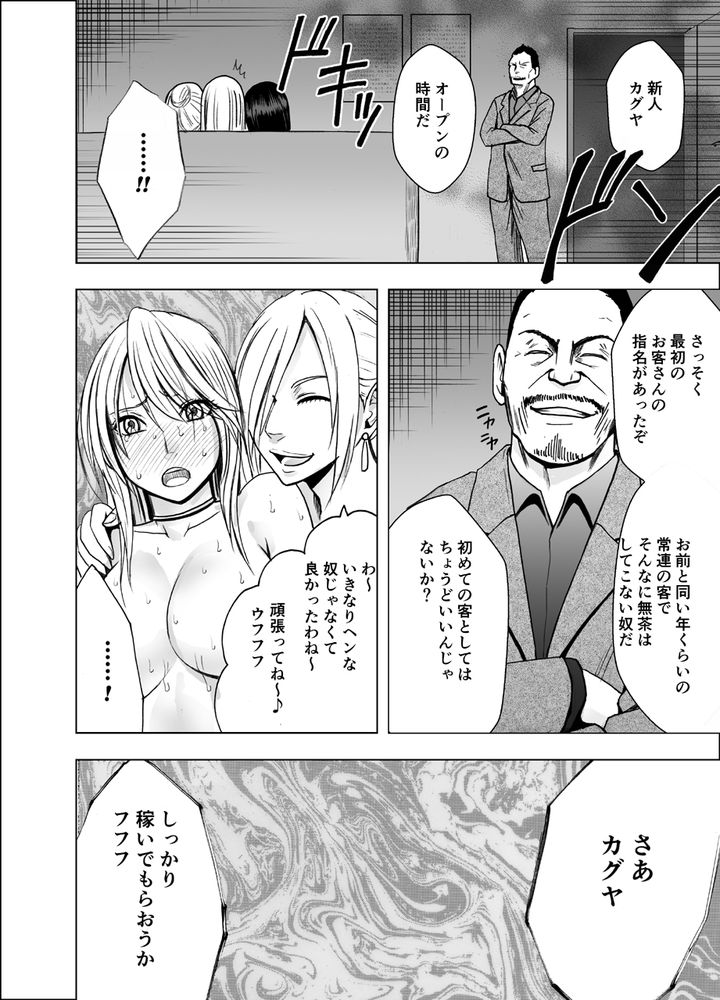 新人
カグヤ
オープンの
時間だ
ドキ
ドキ
ドン
……!!
さっそく
最初の
お客さんの
指名があったぞ
お前と同い年くらいの
常連の客で
そんなに無茶は
してこない奴だ
ニヤニヤ
初めての客としては
ちょうどいいんじゃ
ないか?
わ〜
いきなりヘンな
奴じゃなくて
良かったわね〜
頑張ってね〜♪
ウフフフ
……!
さあ
カグヤ
しっかり
稼いでもらおうか
フフフ